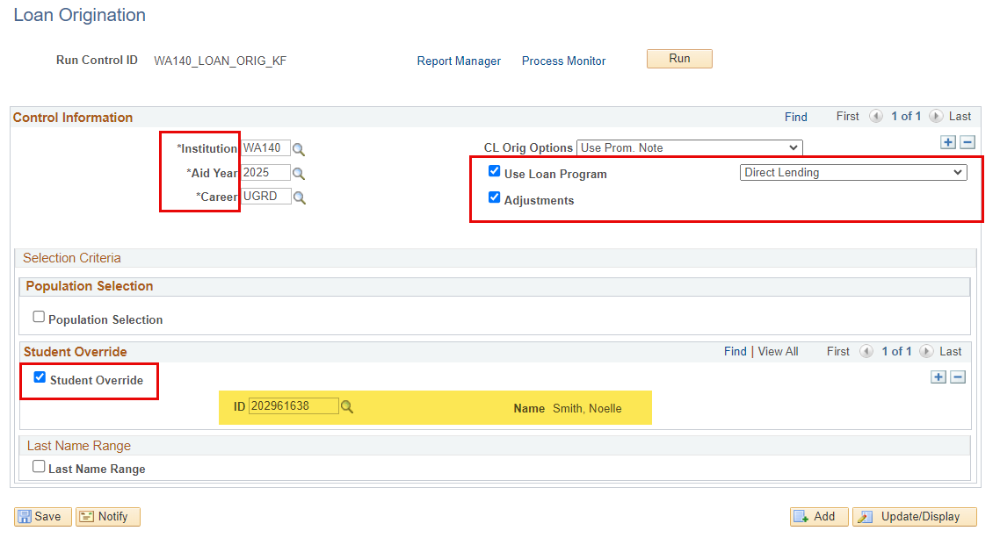 Loan Origination
Run Control ID WA140_LOAN_ORIG_KF Report Manager Process Monitor Run
Control Information Find First 1 of 1 Last
*Institution WA140 CL Orig Options Use Prom. Note
*Aid Year 2025 Use Loan Program Direct Lending
*Career UGRD Adjustments
Selection Criteria
Population Selection
Population Selection
Student Override Find | View All First 1 of 1 Last
Student Override
ID 202961638 Name Smith, Noelle
Last Name Range
Last Name Range
Save Notify Add Update/Display